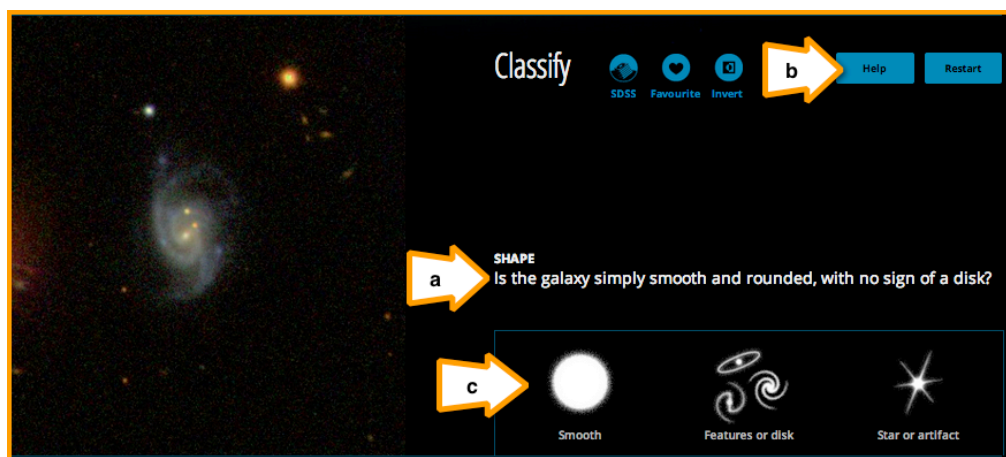 Classify
SDSS Favourite Invert
b
Help
Restart
SHAPE
a
Is the galaxy simply smooth and rounded, with no sign of a disk?
c
Smooth
Features or disk
Star or artifact